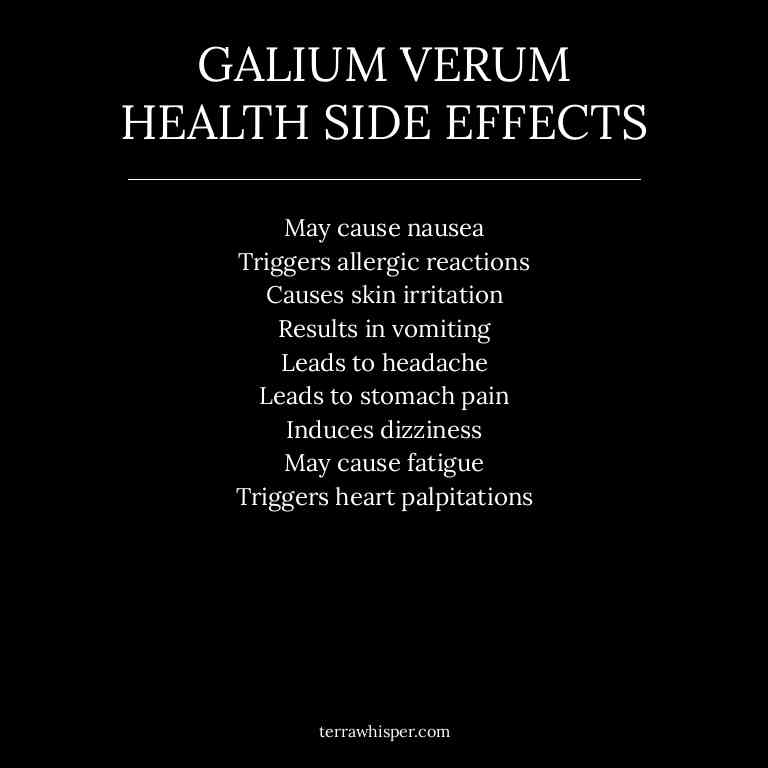 GALIUM VERUM
HEALTH SIDE EFFECTS
May cause nausea
Triggers allergic reactions
Causes skin irritation
Results in vomiting
Leads to headache
Leads to stomach pain
Induces dizziness
May cause fatigue
Triggers heart palpitations
terrawhisper.com